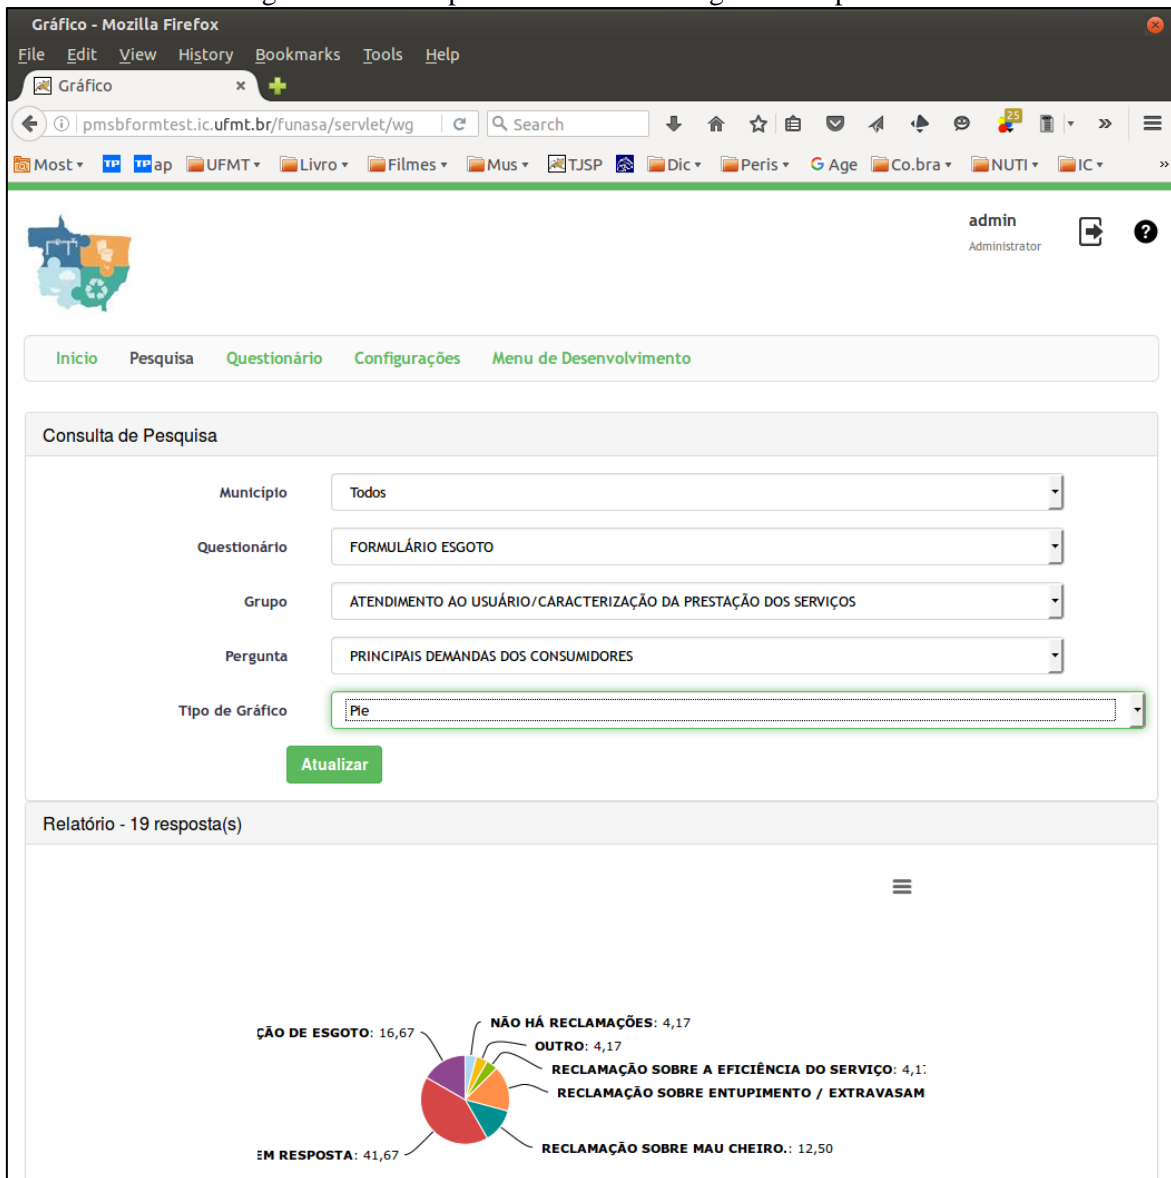 Gráfico - Mozilla Firefox
File Edit View History Bookmarks Tools Help
Gráfico
pmsbformtest.ic.ufmt.br/funasa/servlet/wg Search 25
Most TP TP ap UFMT Livro Filmes Mus TJSP Dic Peris G Age Co.bra NUTI IC
admin
Administrator
Inicio Pesquisa Questionário Configurações Menu de Desenvolvimento
Consulta de Pesquisa
Município Todos
Questionário FORMULÁRIO ESGOTO
Grupo ATENDIMENTO AO USUÁRIO/CARACTERIZAÇÃO DA PRESTAÇÃO DOS SERVIÇOS
Pergunta PRINCIPAIS DEMANDAS DOS CONSUMIDORES
Tipo de Gráfico Pie
Atualizar
Relatório - 19 resposta(s)
NÃO HÁ RECLAMAÇÕES: 4,17
ÇÃO DE ESGOTO: 16,67
OUTRO: 4,17
RECLAMAÇÃO SOBRE A EFICIÊNCIA DO SERVIÇO: 4,17
RECLAMAÇÃO SOBRE ENTUPIMENTO / EXTRAVASAM
RECLAMAÇÃO SOBRE MAU CHEIRO.: 12,50
EM RESPOSTA: 41,67